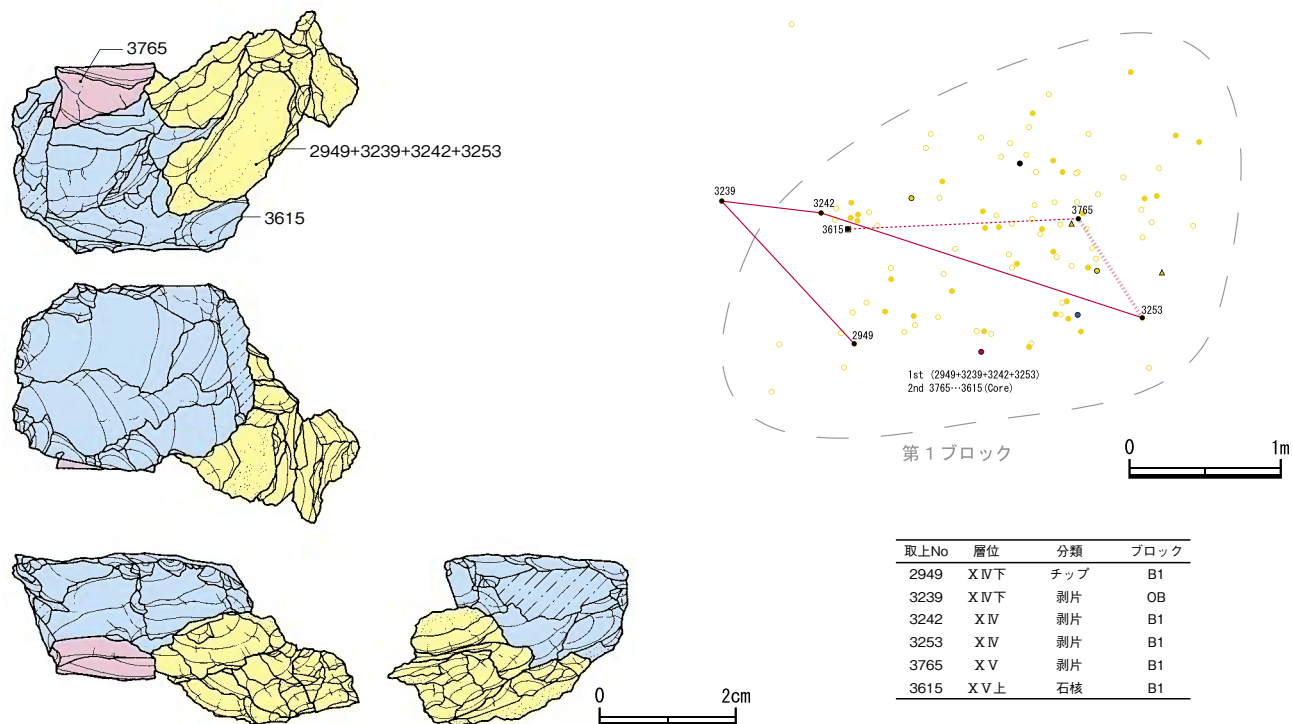 3765
2949+3239+3242+3253
3615
3239
3242
3615
3765
3253
2949
1st (2949+3239+3242+3253)
2nd 3765…3615(Core)
第1ブロック
0 1m
0 2cm
取上No 層位 分類 ブロック
2949 ⅩⅣ下 チップ B1
3239 ⅩⅣ下 剥片 OB
3242 ⅩⅣ 剥片 B1
3253 ⅩⅣ 剥片 B1
3765 ⅩⅤ 剥片 B1
3615 ⅩⅤ上 石核 B1